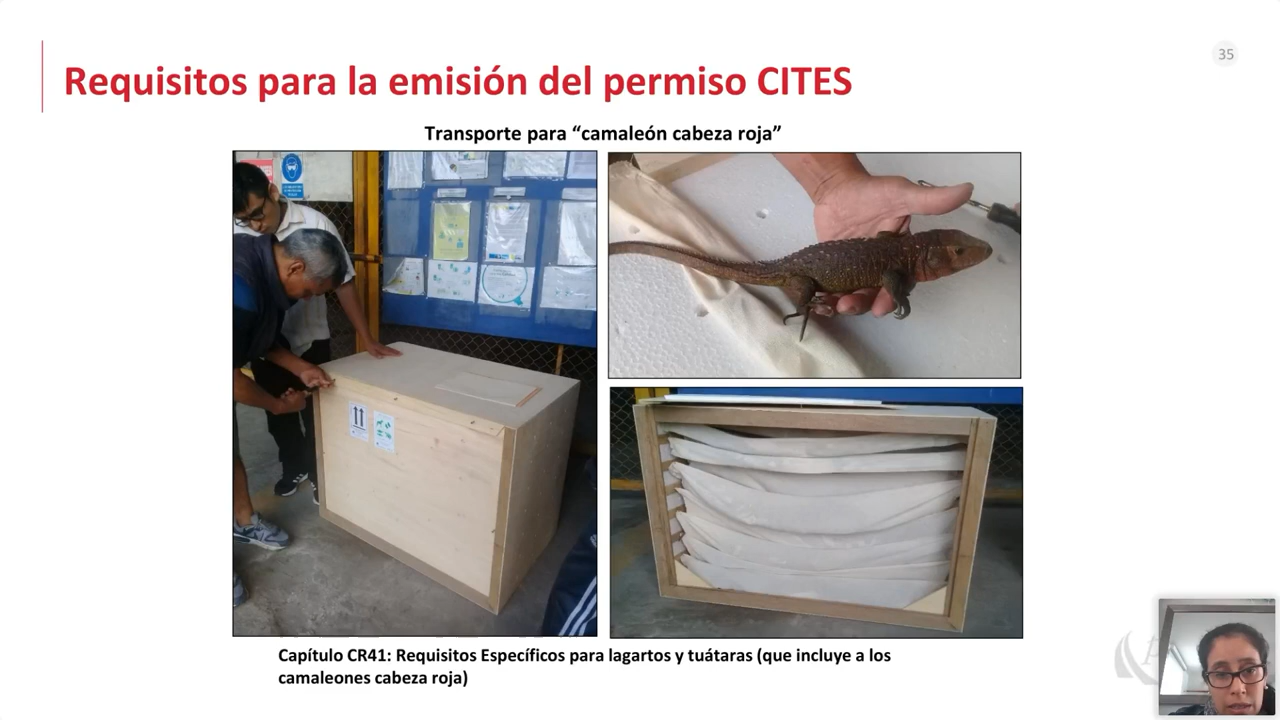 35
Requisitos para la emisión del permiso CITES
Transporte para “camaleón cabeza roja”
Capítulo CR41: Requisitos Específicos para lagartos y tuátaras (que incluye a los
camaleones cabeza roja)